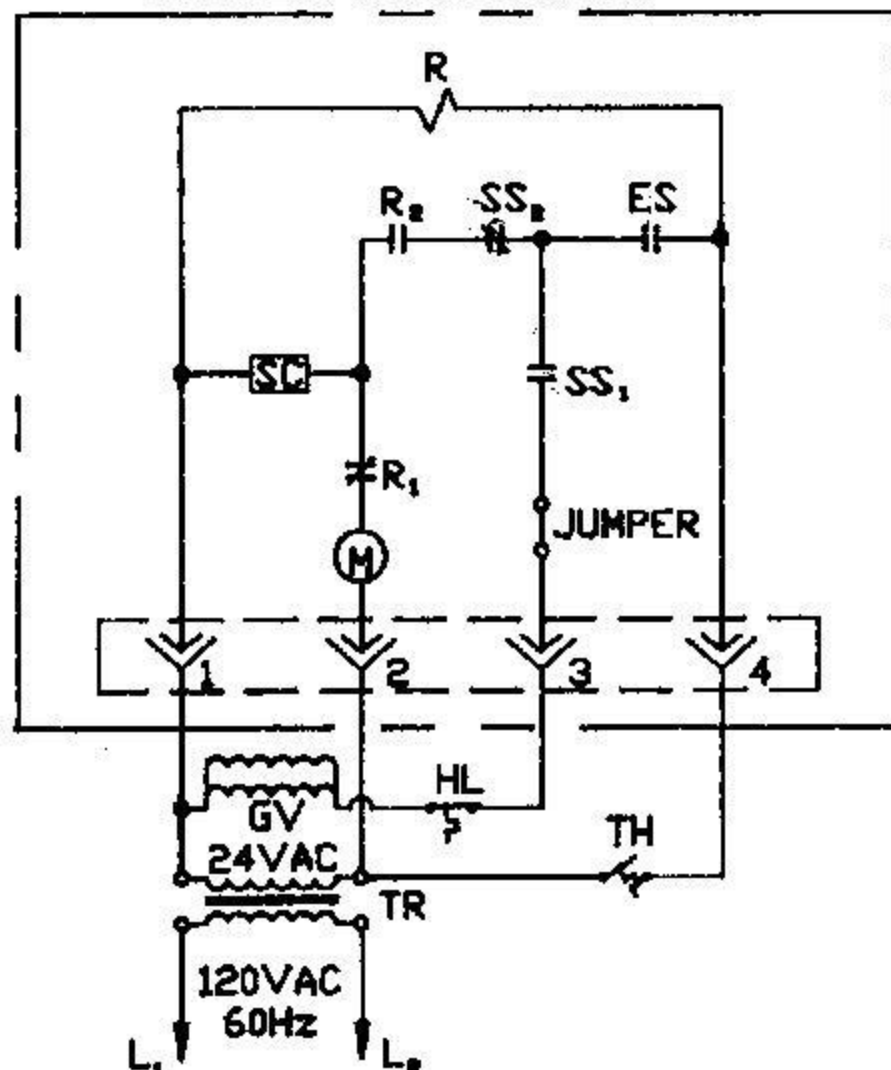 R
R₂ SS₂ ES
SC
SS₁
R₁
JUMPER
M
1 2 3 4
HL
GV
TH
24VAC
TR
120VAC
60Hz
L₁ L₂